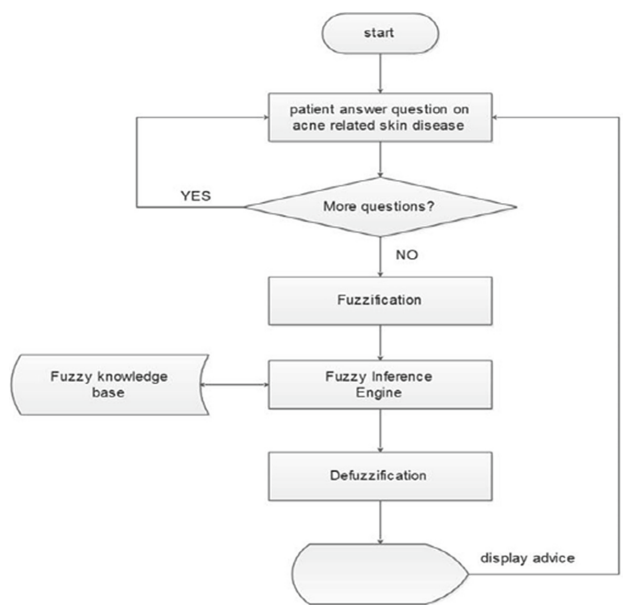 start
patient answer question on
acne related skin disease
YES
More questions?
NO
Fuzzification
Fuzzy knowledge
base
Fuzzy Inference
Engine
Defuzzification
display advice